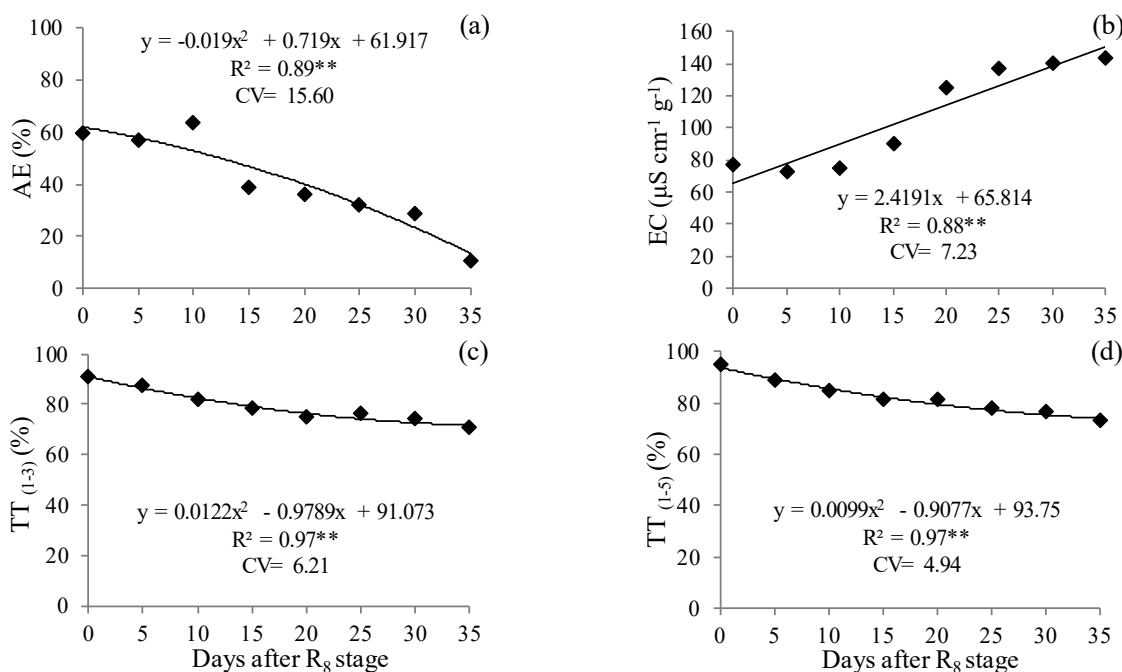 (a)
y = -0.019x² + 0.719x + 61.917
R² = 0.89**
CV= 15.60
AE (%)
100
80
60
40
20
0
0 5 10 15 20 25 30 35
(b)
y = 2.4191x + 65.814
R² = 0.88**
CV= 7.23
EC (µS cm⁻¹ g⁻¹)
160
140
120
100
80
60
40
20
0
0 5 10 15 20 25 30 35
(c)
y = 0.0122x² - 0.9789x + 91.073
R² = 0.97**
CV= 6.21
TT (1-3) (%)
100
80
60
40
20
0
0 5 10 15 20 25 30 35
Days after R₈ stage
(d)
y = 0.0099x² - 0.9077x + 93.75
R² = 0.97**
CV= 4.94
TT (1-5) (%)
100
80
60
40
20
0
0 5 10 15 20 25 30 35
Days after R₈ stage